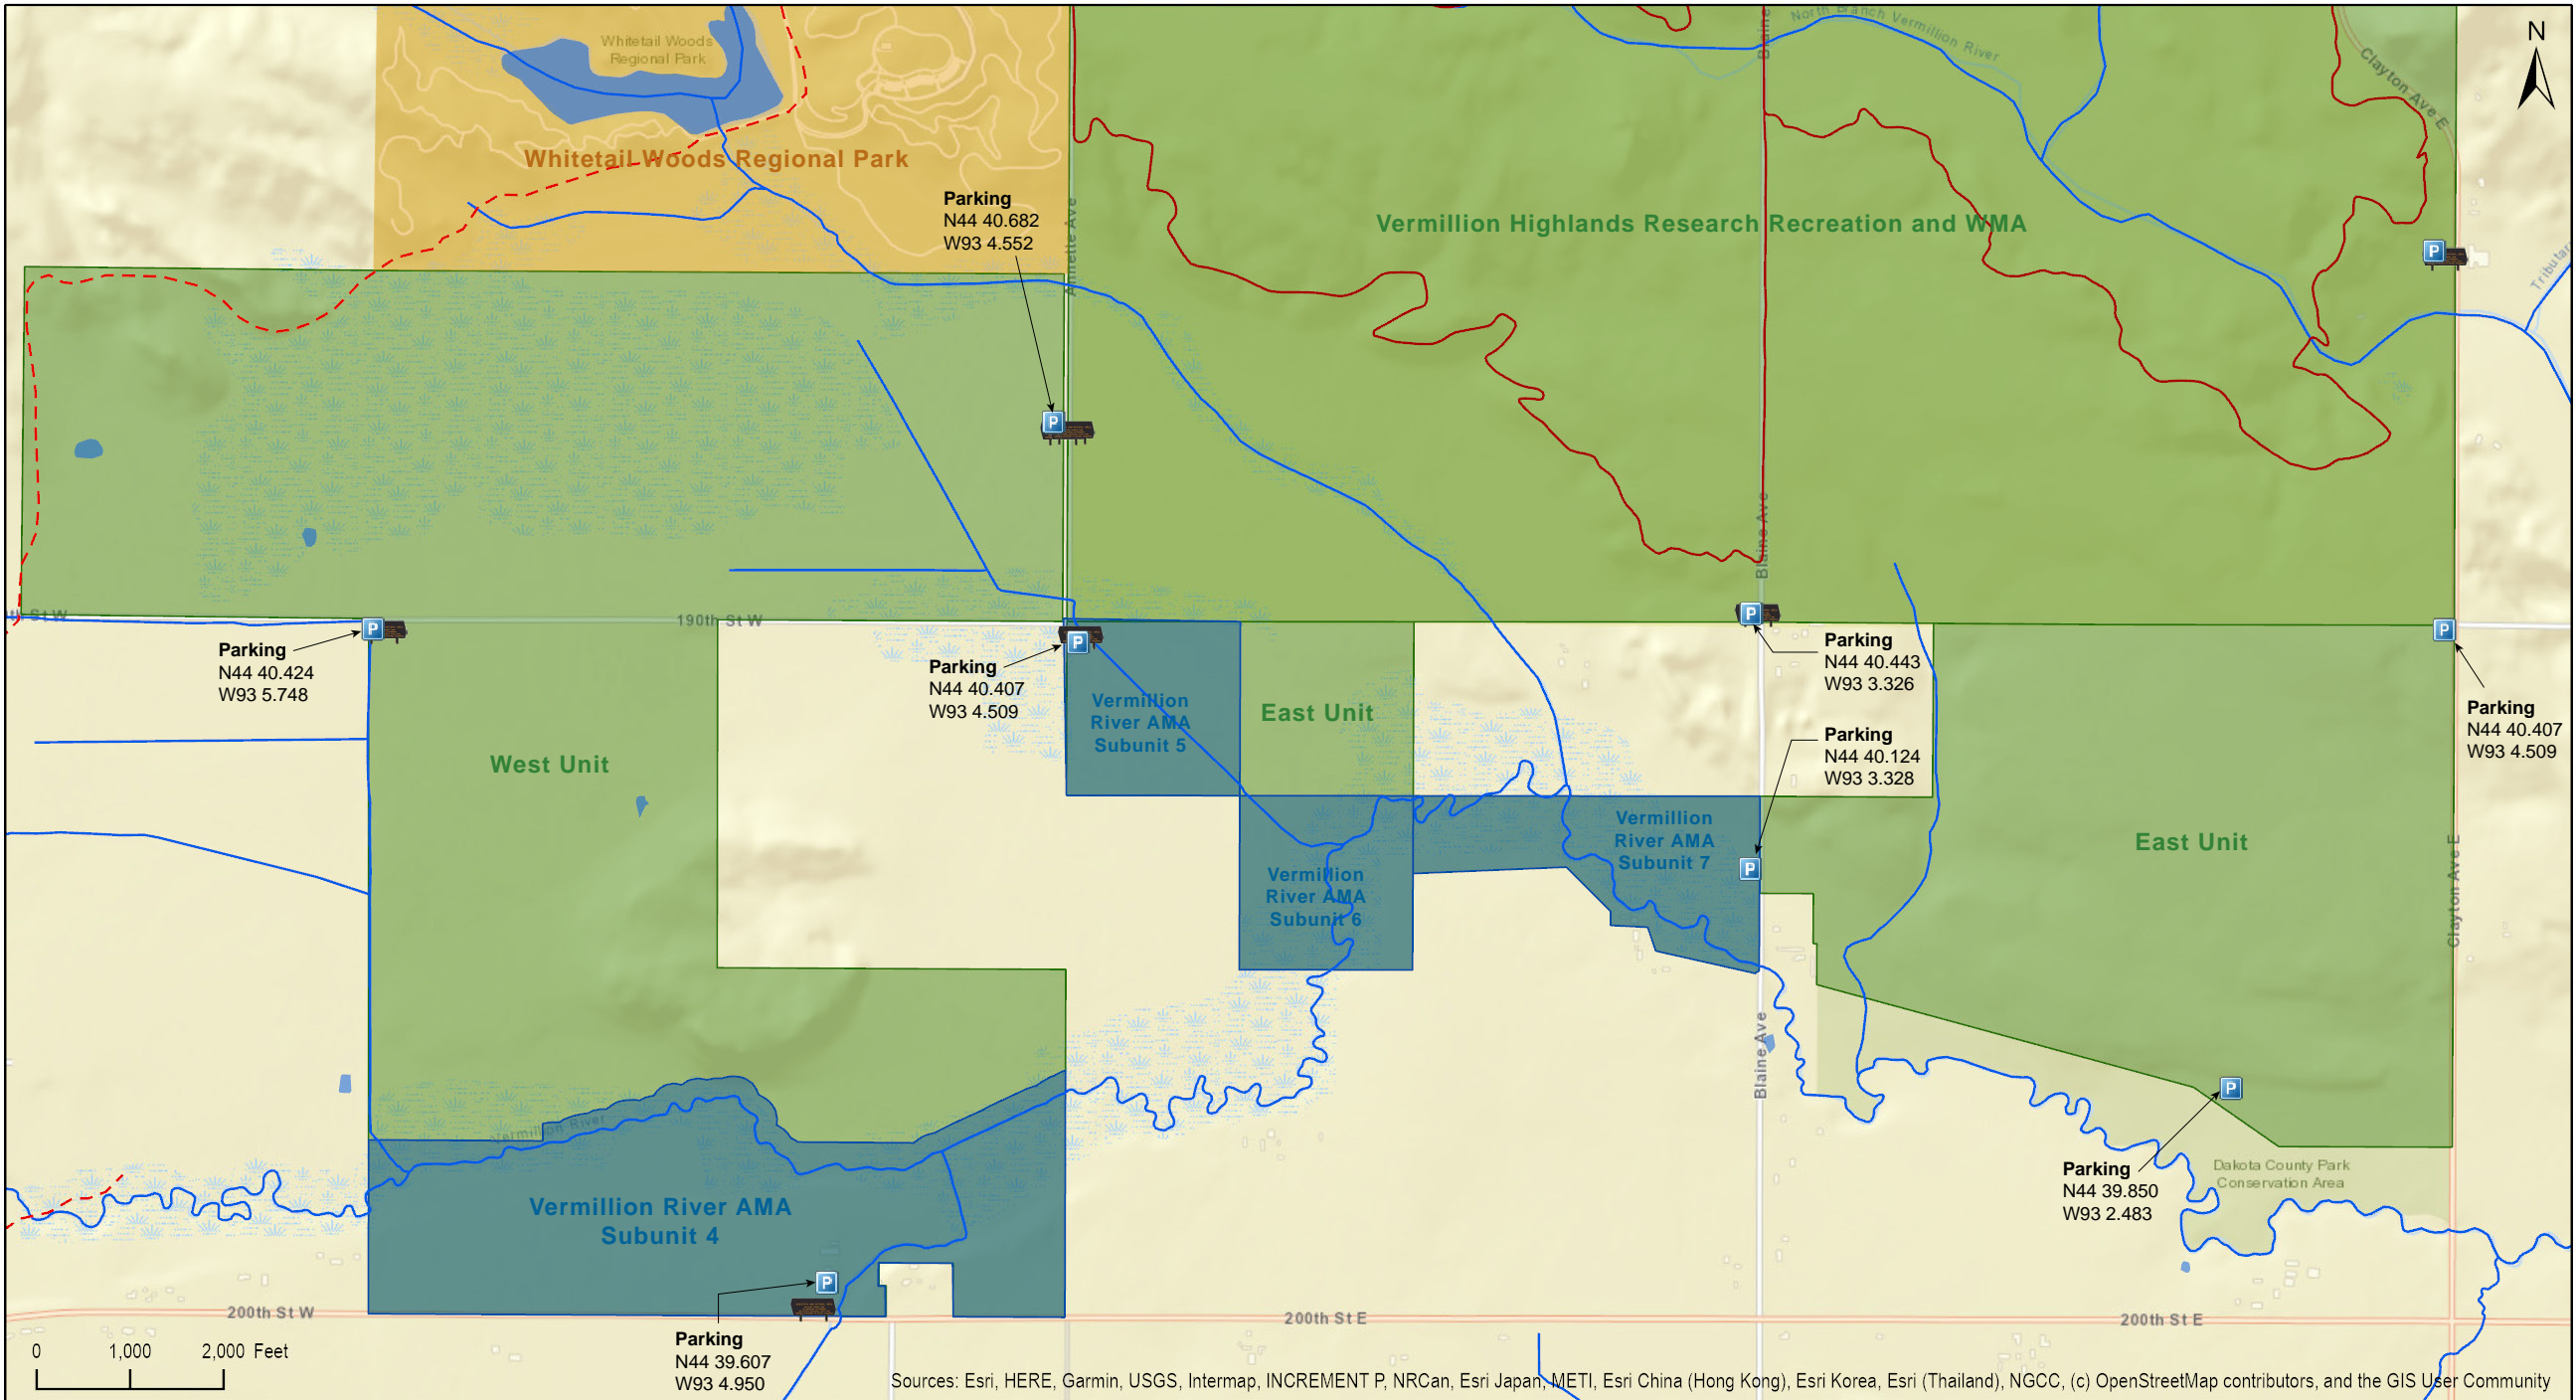 Whitetail Woods
Regional Park
Whitetail Woods Regional Park
North Branch Vermillion River
Blaine
Clayton Ave E
N
Parking
N44 40.682
W93 4.552
Annette Ave
Vermillion Highlands Research Recreation and WMA
Blaine Ave
190th St W
Parking
N44 40.424
W93 5.748
Parking
N44 40.407
W93 4.509
Vermillion
River AMA
Subunit 5
East Unit
Parking
N44 40.443
W93 3.326
Parking
N44 40.124
W93 3.328
Parking
N44 40.407
W93 4.509
West Unit
Vermillion
River AMA
Subunit 6
Vermillion
River AMA
Subunit 7
East Unit
Clayton Ave E
Blaine Ave
Vermillion River
Vermillion River AMA
Subunit 4
Parking
N44 39.850
W93 2.483
Dakota County Park
Conservation Area
200th St W
200th St E
200th St E
Parking
N44 39.607
W93 4.950
0 1,000 2,000 Feet
Sources: Esri, HERE, Garmin, USGS, Intermap, INCREMENT P, NRCan, Esri Japan, METI, Esri China (Hong Kong), Esri Korea, Esri (Thailand), NGCC, (c) OpenStreetMap contributors, and the GIS User Community